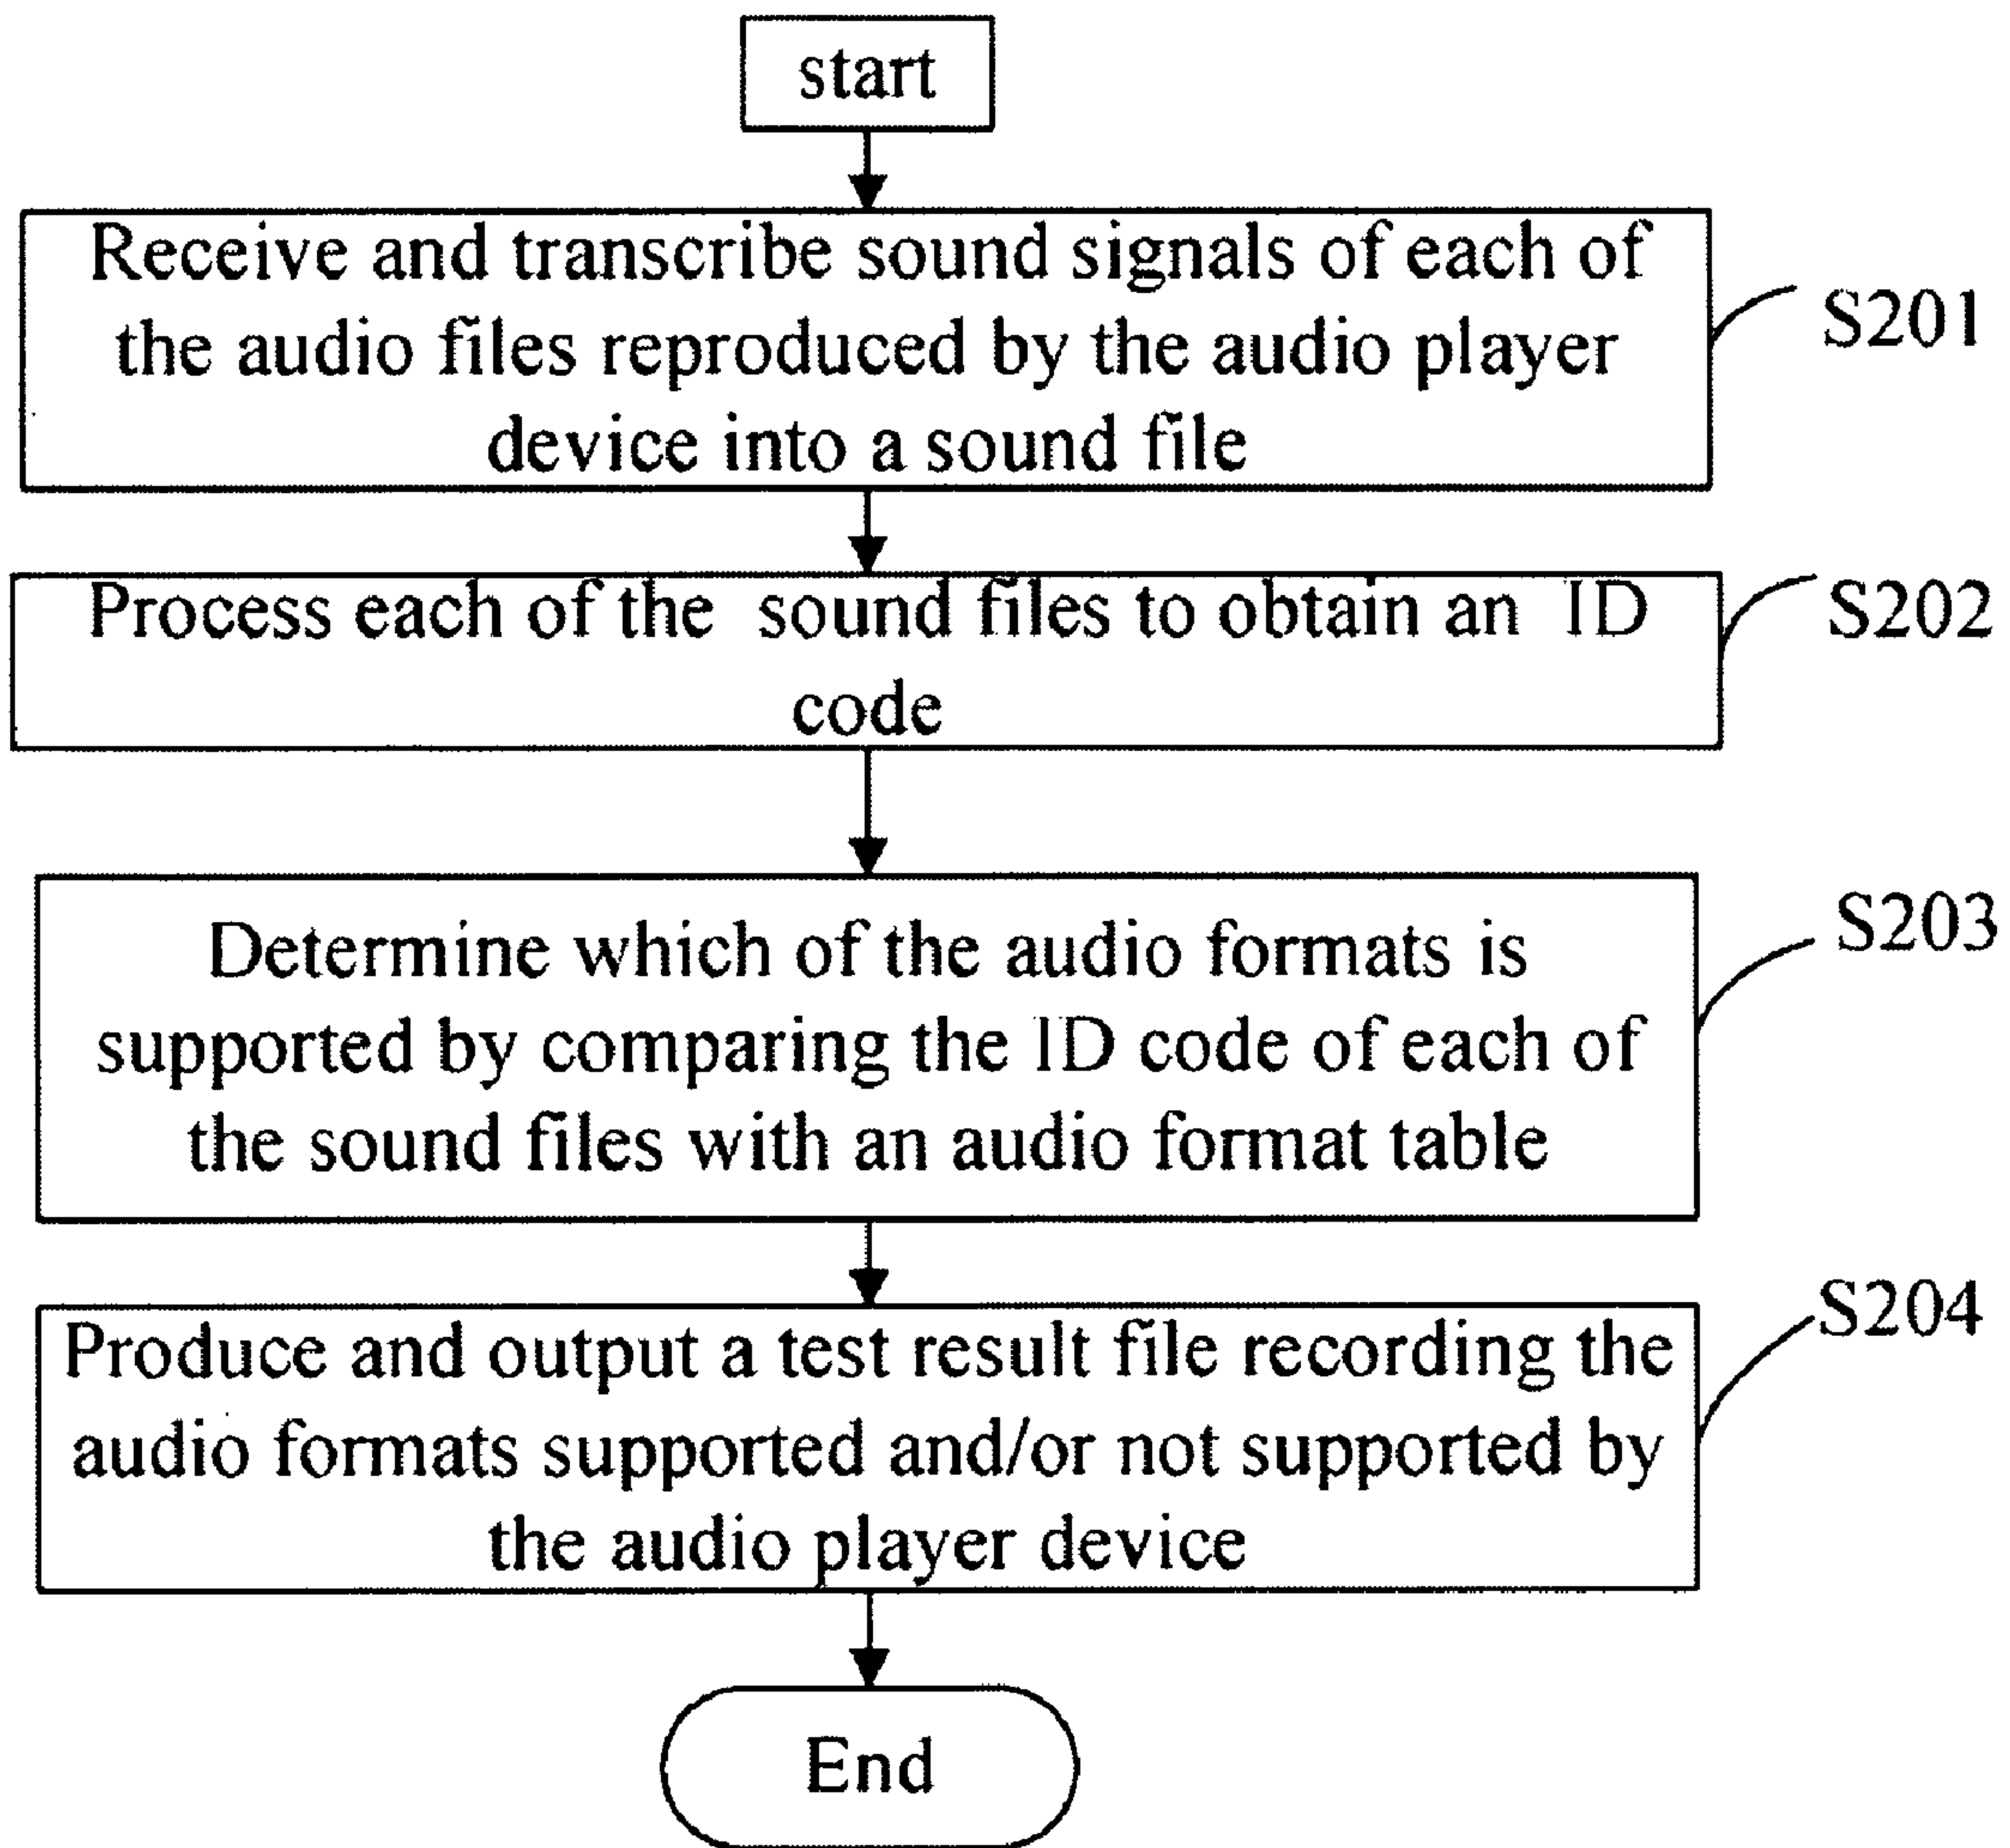 start
Receive and transcribe sound signals of each of
the audio files reproduced by the audio player
device into a sound file
S201
Process each of the sound files to obtain an ID
code
S202
Determine which of the audio formats is
supported by comparing the ID code of each of
the sound files with an audio format table
S203
Produce and output a test result file recording the
audio formats supported and/or not supported by
the audio player device
S204
End